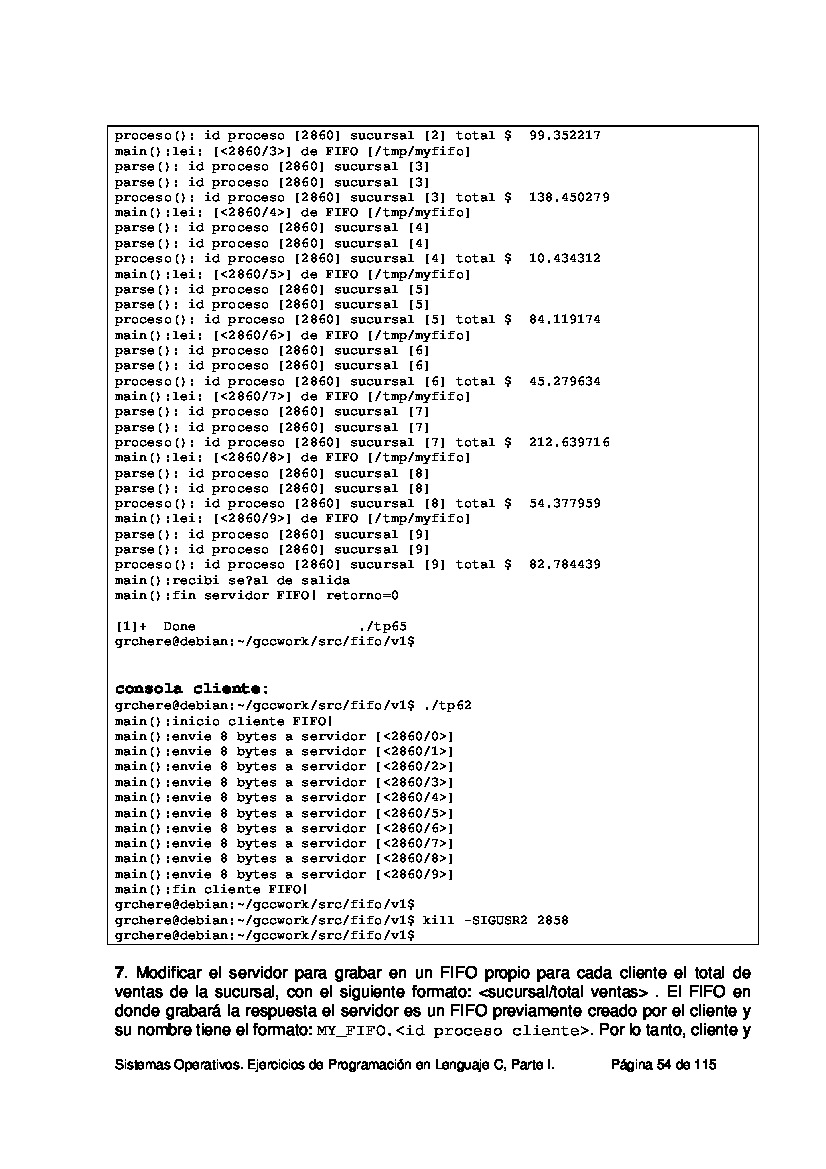 proceso(): id proceso [2860] sucursal [2] total $  99.352217
main():lei: [<2860/3>] de FIFO [/tmp/myfifo]
parse(): id proceso [2860] sucursal [3]
parse(): id proceso [2860] sucursal [3]
proceso(): id proceso [2860] sucursal [3] total $  138.450279
main():lei: [<2860/4>] de FIFO [/tmp/myfifo]
parse(): id proceso [2860] sucursal [4]
parse(): id proceso [2860] sucursal [4]
proceso(): id proceso [2860] sucursal [4] total $  10.434312
main():lei: [<2860/5>] de FIFO [/tmp/myfifo]
parse(): id proceso [2860] sucursal [5]
parse(): id proceso [2860] sucursal [5]
proceso(): id proceso [2860] sucursal [5] total $  84.119174
main():lei: [<2860/6>] de FIFO [/tmp/myfifo]
parse(): id proceso [2860] sucursal [6]
parse(): id proceso [2860] sucursal [6]
proceso(): id proceso [2860] sucursal [6] total $  45.279634
main():lei: [<2860/7>] de FIFO [/tmp/myfifo]
parse(): id proceso [2860] sucursal [7]
parse(): id proceso [2860] sucursal [7]
proceso(): id proceso [2860] sucursal [7] total $  212.639716
main():lei: [<2860/8>] de FIFO [/tmp/myfifo]
parse(): id proceso [2860] sucursal [8]
parse(): id proceso [2860] sucursal [8]
proceso(): id proceso [2860] sucursal [8] total $  54.377959
main():lei: [<2860/9>] de FIFO [/tmp/myfifo]
parse(): id proceso [2860] sucursal [9]
parse(): id proceso [2860] sucursal [9]
proceso(): id proceso [2860] sucursal [9] total $  82.784439
main():recibi se?al de salida
main():fin servidor FIFO! retorno=0
[1]+  Done                    ./tp65
grchere@debian:~/gccwork/src/fifo/v1$
consola cliente:
grchere@debian:~/gccwork/src/fifo/v1$ ./tp62
main():inicio cliente FIFO!
main():envie 8 bytes a servidor [<2860/0>]
main():envie 8 bytes a servidor [<2860/1>]
main():envie 8 bytes a servidor [<2860/2>]
main():envie 8 bytes a servidor [<2860/3>]
main():envie 8 bytes a servidor [<2860/4>]
main():envie 8 bytes a servidor [<2860/5>]
main():envie 8 bytes a servidor [<2860/6>]
main():envie 8 bytes a servidor [<2860/7>]
main():envie 8 bytes a servidor [<2860/8>]
main():envie 8 bytes a servidor [<2860/9>]
main():fin cliente FIFO!
grchere@debian:~/gccwork/src/fifo/v1$
grchere@debian:~/gccwork/src/fifo/v1$ kill -SIGUSR2 2858
grchere@debian:~/gccwork/src/fifo/v1$
7. Modificar el servidor para grabar en un FIFO propio para cada cliente el total de
ventas de la sucursal, con el siguiente formato: <sucursal/total ventas> . El FIFO en
donde grabará la respuesta el servidor es un FIFO previamente creado por el cliente y
su nombre tiene el formato: MY_FIFO.<id proceso cliente>. Por lo tanto, cliente y
Sistemas Operativos. Ejercicios de Programación en Lenguaje C, Parte I.     Página 54 de 115